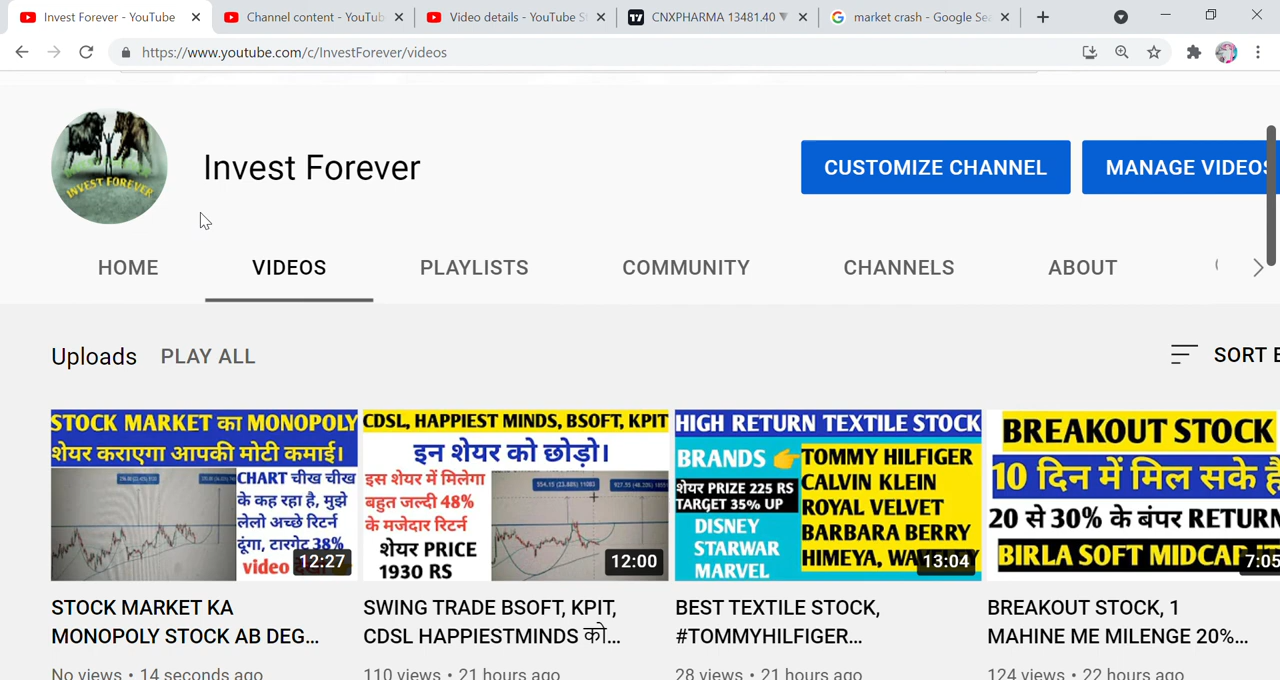 Invest Forever - YouTube
Channel content - YouTub
Video details - YouTube S
CNXPHARMA 13481.40 ▼
market crash - Google Se
https://www.youtube.com/c/InvestForever/videos
INVEST FOREVER
Invest Forever
CUSTOMIZE CHANNEL
MANAGE VIDEOS
HOME
VIDEOS
PLAYLISTS
COMMUNITY
CHANNELS
ABOUT
Uploads
PLAY ALL
SORT
STOCK MARKET का MONOPOLY
शेयर कराएगा आपकी मोटी कमाई।
CHART चीख चीख
के कह रहा है, मुझे
लेलो अच्छे रिटर्न
दूंगा, टारगेट 38%
video
12:27
CDSL, HAPPIEST MINDS, BSOFT, KPIT
इन शेयर को छोड़ो।
इस शेयर में मिलेगा
बहुत जल्दी 48%
के मजेदार रिटर्न
शेयर PRICE
1930 RS
12:00
HIGH RETURN TEXTILE STOCK
BRANDS 👉
शेयर PRIZE 225 RS
TARGET 35% UP
DISNEY
STARWAR
MARVEL
TOMMY HILFIGER
CALVIN KLEIN
ROYAL VELVET
BARBARA BERRY
HIMEYA,
13:04
BREAKOUT STOCK
10 दिन में मिल सके है
20 से 30% के बंपर RETURN
BIRLA SOFT MIDCAP
7:05
STOCK MARKET KA
MONOPOLY STOCK AB DEG...
No views • 14 seconds ago
SWING TRADE BSOFT, KPIT,
CDSL HAPPIESTMINDS को...
110 views • 21 hours ago
BEST TEXTILE STOCK,
#TOMMYHILFIGER...
28 views • 21 hours ago
BREAKOUT STOCK, 1
MAHINE ME MILENGE 20%...
124 views • 22 hours ago